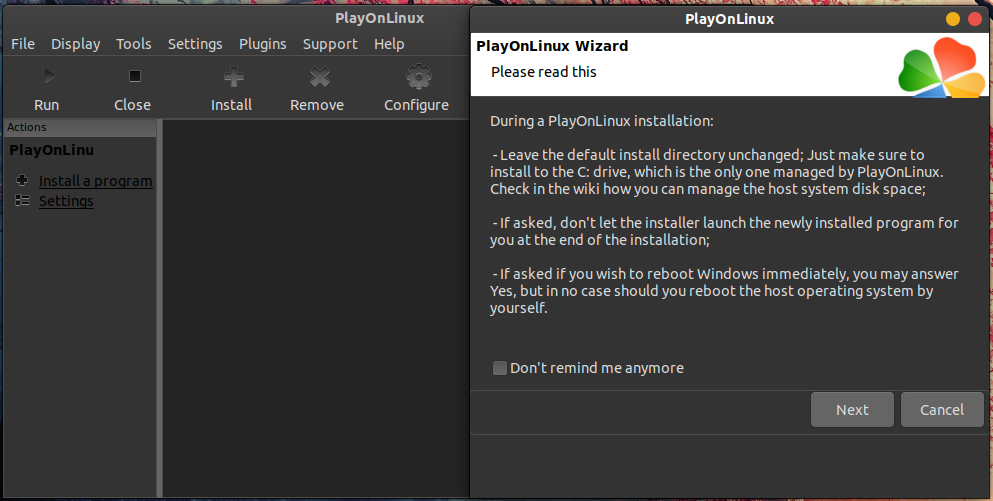 PlayOnLinux
File Display Tools Settings Plugins Support Help
Run Close Install Remove Configure
Actions
PlayOnLinu
Install a program
Settings
PlayOnLinux
PlayOnLinux Wizard
Please read this
During a PlayOnLinux installation:
- Leave the default install directory unchanged; Just make sure to
install to the C: drive, which is the only one managed by PlayOnLinux.
Check in the wiki how you can manage the host system disk space;
- If asked, don't let the installer launch the newly installed program for
you at the end of the installation;
- If asked if you wish to reboot Windows immediately, you may answer
Yes, but in no case should you reboot the host operating system by
yourself.
Don't remind me anymore
Next Cancel